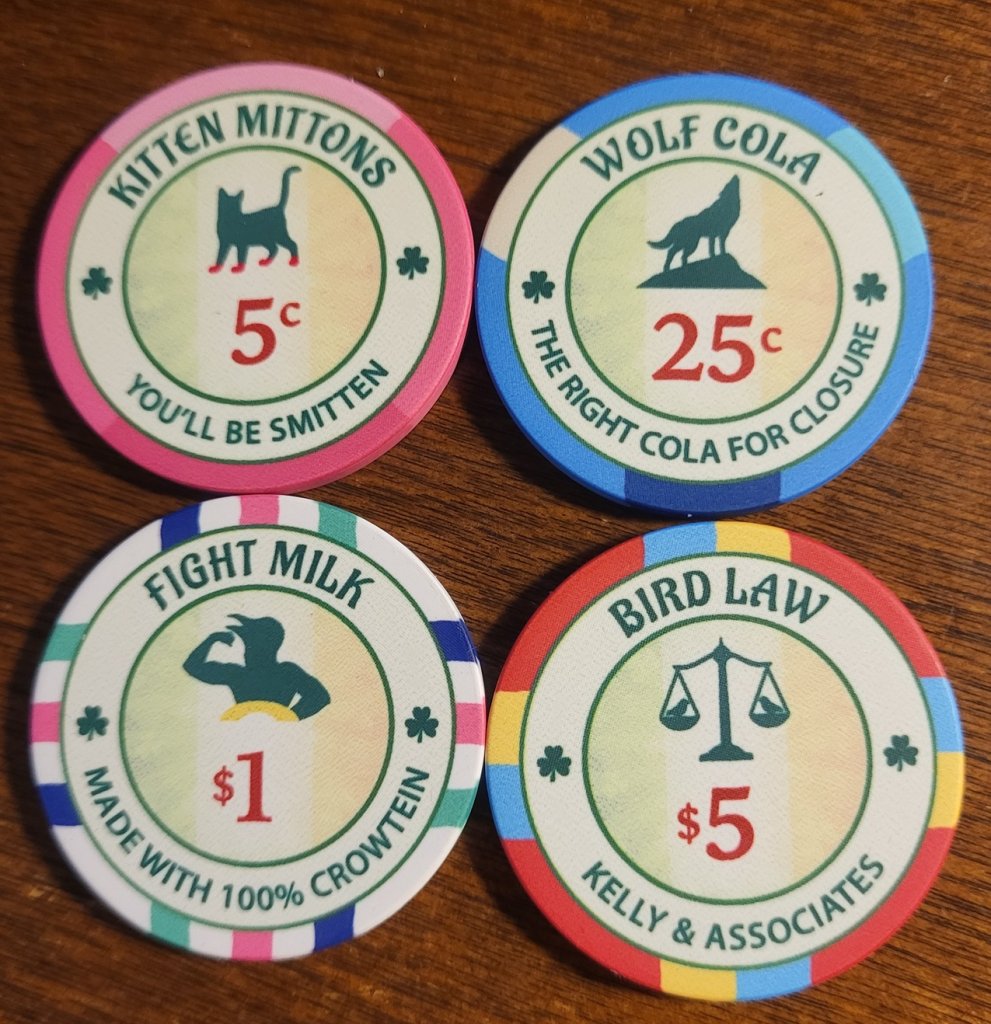 KITTEN MITTONS
5c
YOU'LL BE SMITTEN
WOLF COLA
25c
THE RIGHT COLA FOR CLOSURE
FIGHT MILK
$1
MADE WITH 100% CROWTEIN
BIRD LAW
$5
KELLY & ASSOCIATES